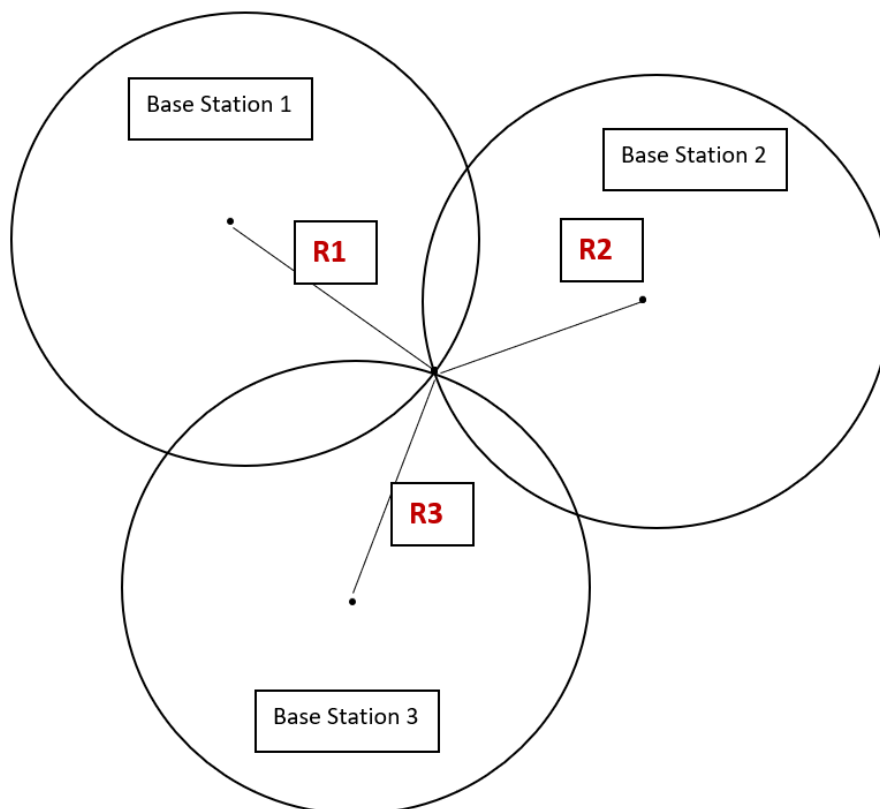 Base Station 1
Base Station 2
R1
R2
R3
Base Station 3